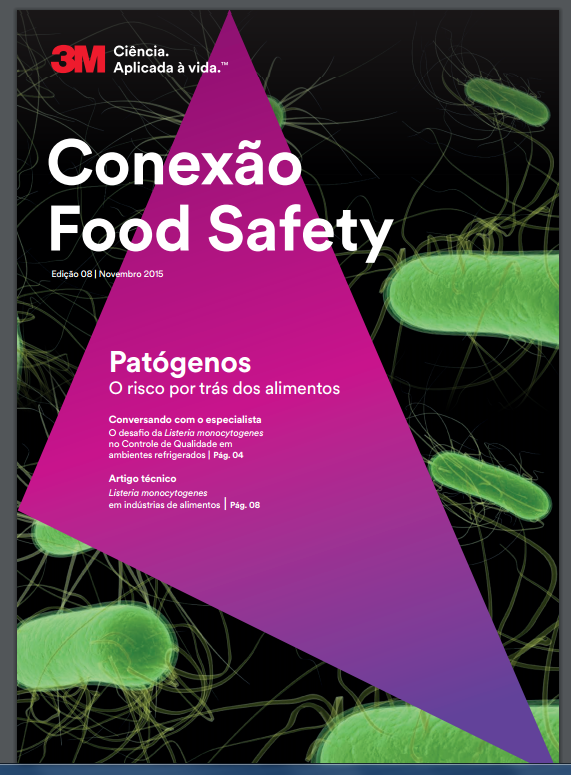 3M Ciência.
Aplicada à vida.™
Conexão
Food Safety
Edição 08 | Novembro 2015
Patógenos
O risco por trás dos alimentos
Conversando com o especialista
O desafio da Listeria monocytogenes
no Controle de Qualidade em
ambientes refrigerados | Pág. 04
Artigo técnico
Listeria monocytogenes
em indústrias de alimentos | Pág. 08